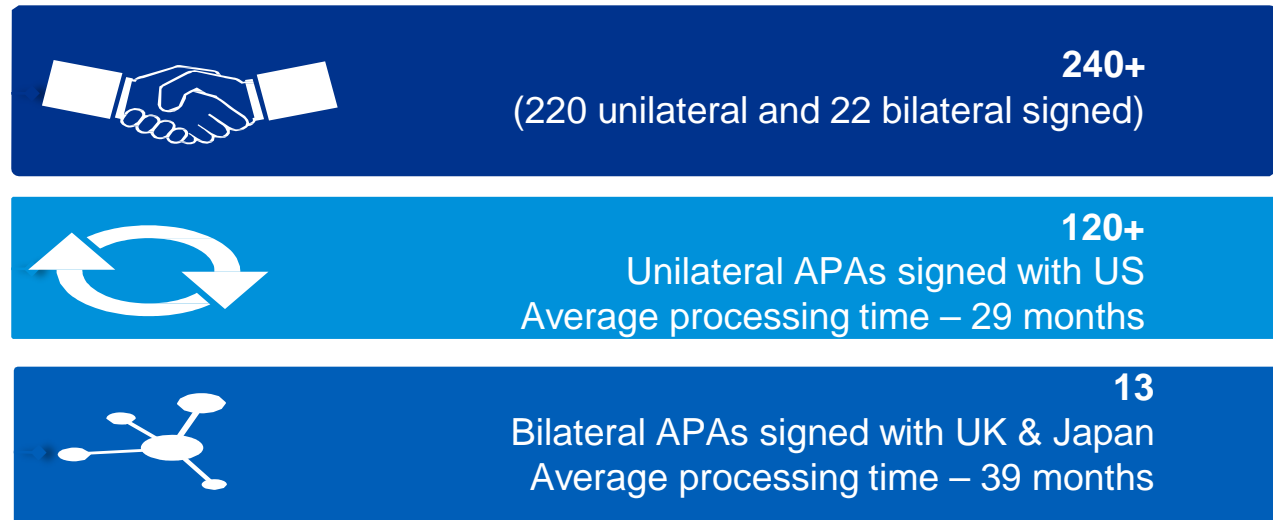 240+
(220 unilateral and 22 bilateral signed)
120+
Unilateral APAs signed with US
Average processing time – 29 months
13
Bilateral APAs signed with UK & Japan
Average processing time – 39 months